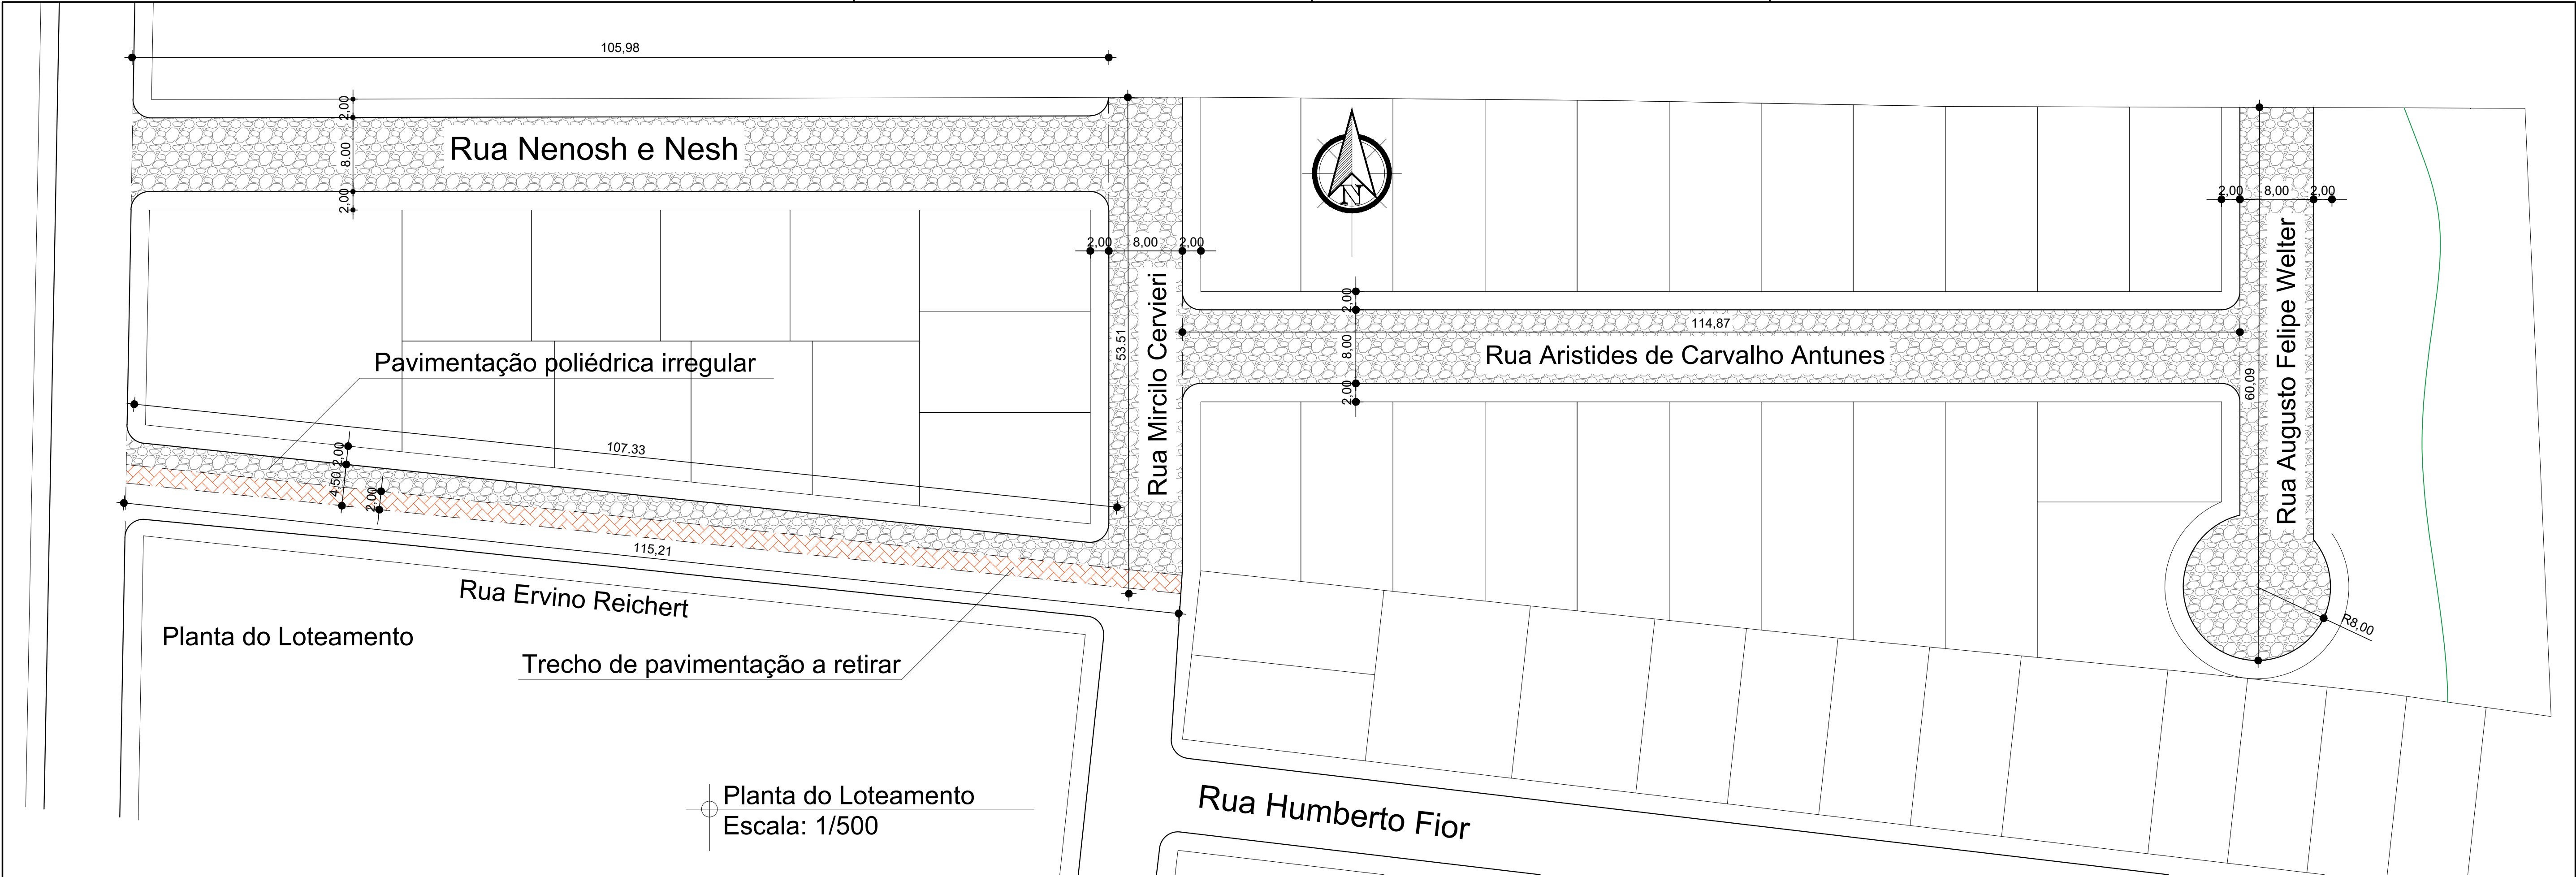 105,98
2,00
8.00
2,00
Rua Nenosh e Nesh
N
2,00 8,00 2,00
2,00 8,00 2,00
Rua Augusto Felipe Welter
60,09
R8,00
Rua Mircilo Cervieri
53.51
2,00
8,00
2,00
114,87
Rua Aristides de Carvalho Antunes
Pavimentação poliédrica irregular
107.33
2,00
4,50
2,00
115,21
Rua Ervino Reichert
Planta do Loteamento
Trecho de pavimentação a retirar
Planta do Loteamento
Escala: 1/500
Rua Humberto Fior